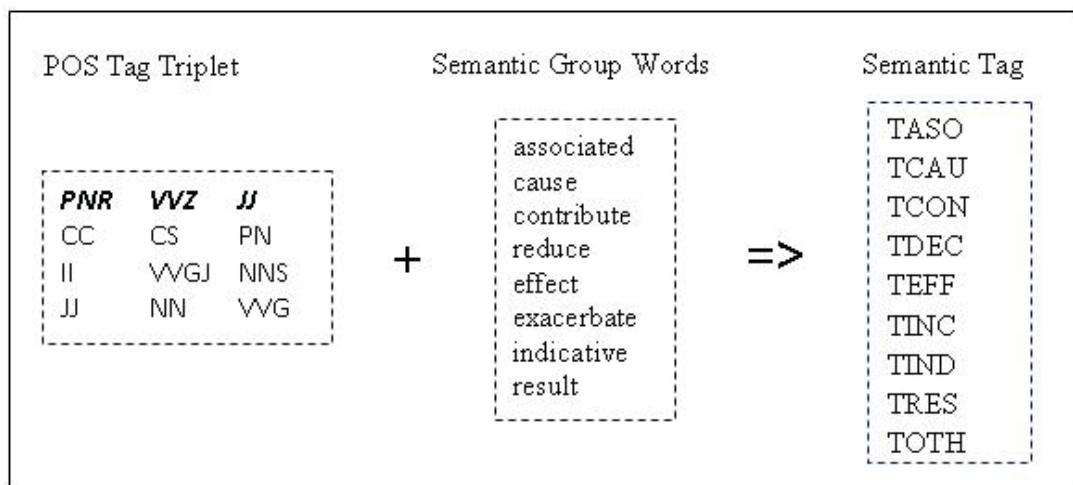 POS Tag Triplet
PNR VVZ JJ
CC CS PN
II VVGJ NNS
JJ NN VVG
+
Semantic Group Words
associated
cause
contribute
reduce
effect
exacerbate
indicative
result
=>
Semantic Tag
TASO
TCAU
TCON
TDEC
TEFF
TINC
TIND
TRES
TOTH